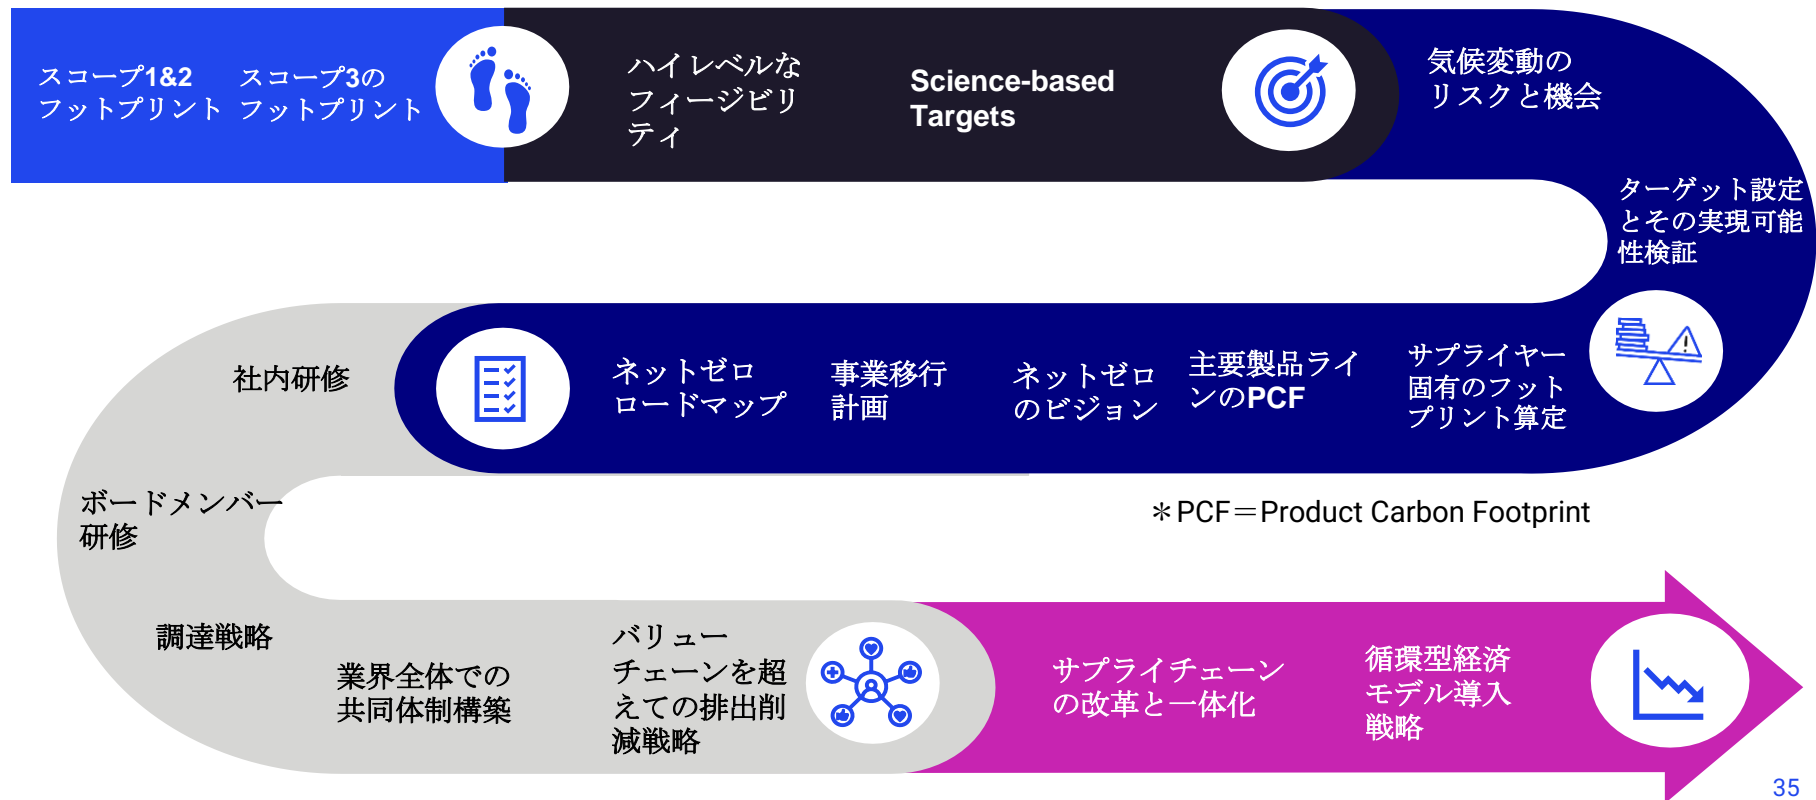 スコープ1&2
フットプリント
スコープ3の
フットプリント
ハイレベルな
フィージビリ
ティ
Science-based
Targets
気候変動の
リスクと機会
ターゲット設定
とその実現可能
性検証
サプライヤー
固有のフット
プリント算定
主要製品ライ
ンのPCF
ネットゼロ
のビジョン
事業移行
計画
ネットゼロ
ロードマップ
社内研修
ボードメンバー
研修
＊PCF＝Product Carbon Footprint
調達戦略
業界全体での
共同体制構築
バリュー
チェーンを超
えての排出削
減戦略
サプライチェーン
の改革と一体化
循環型経済
モデル導入
戦略
35